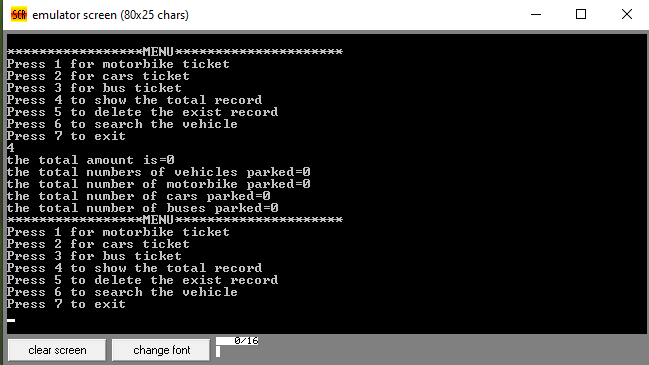 SCR emulator screen (80x25 chars)
*****************MENU*********************
Press 1 for motorbike ticket
Press 2 for cars ticket
Press 3 for bus ticket
Press 4 to show the total record
Press 5 to delete the exist record
Press 6 to search the vehicle
Press 7 to exit
4
the total amount is=0
the total numbers of vehicles parked=0
the total number of motorbike parked=0
the total number of cars parked=0
the total number of buses parked=0
*****************MENU*********************
Press 1 for motorbike ticket
Press 2 for cars ticket
Press 3 for bus ticket
Press 4 to show the total record
Press 5 to delete the exist record
Press 6 to search the vehicle
Press 7 to exit
clear screen change font 0/16